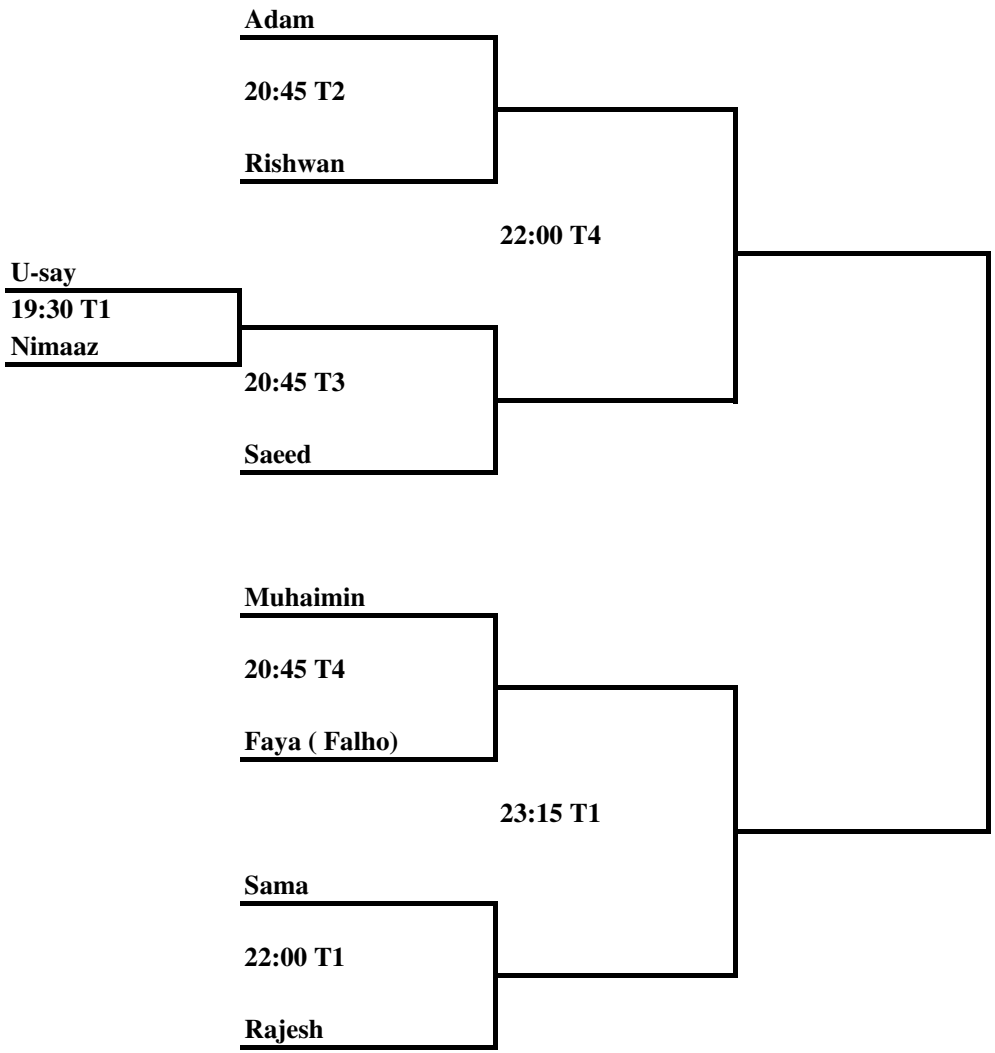 Adam
20:45 T2
Rishwan
22:00 T4
U-say
19:30 T1
Nimaaz
20:45 T3
Saeed
Muhaimin
20:45 T4
Faya ( Falho)
23:15 T1
Sama
22:00 T1
Rajesh